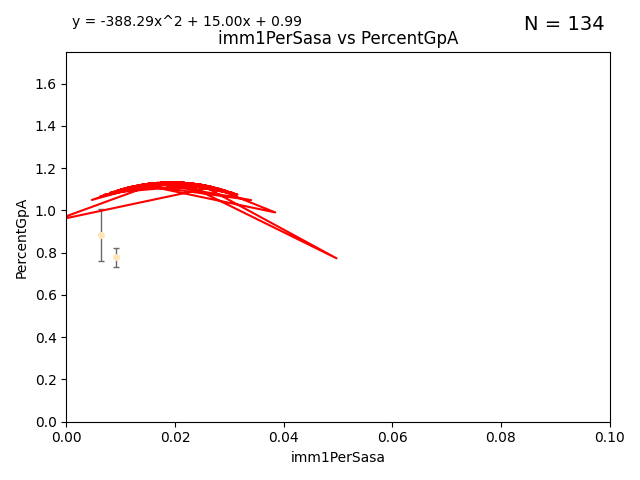 y = -388.29x^2 + 15.00x + 0.99
N = 134
imm1PerSasa vs PercentGpA
1.6
1.4
1.2
1.0
0.8
0.6
0.4
0.2
0.0
PercentGpA
0.00 0.02 0.04 0.06 0.08 0.10
imm1PerSasa